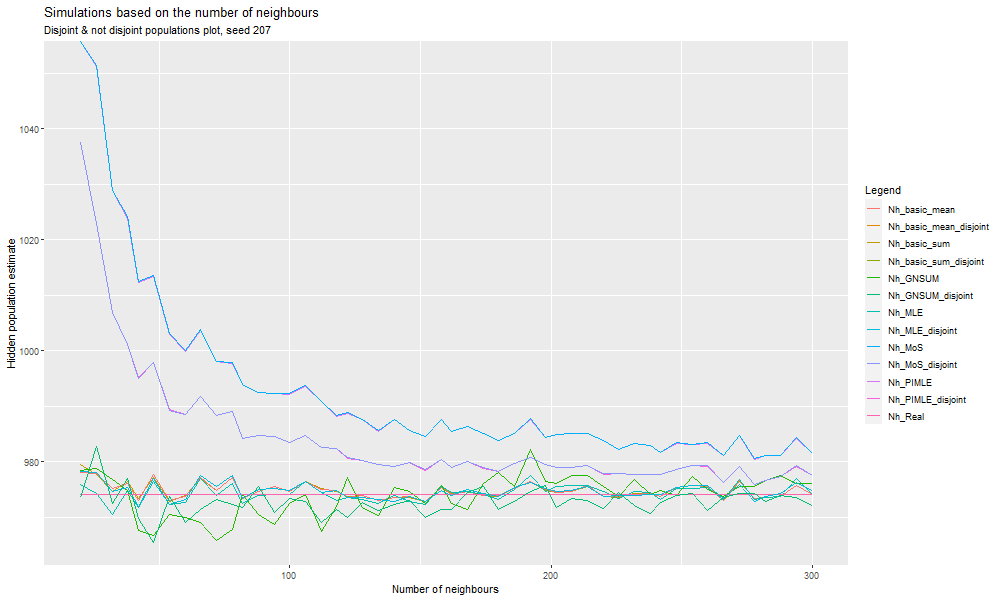 Simulations based on the number of neighbours
Disjoint & not disjoint populations plot, seed 207
Hidden population estimate
1040
1020
1000
980
100
200
300
Number of neighbours
Legend
Nh_basic_mean
Nh_basic_mean_disjoint
Nh_basic_sum
Nh_basic_sum_disjoint
Nh_GNSUM
Nh_GNSUM_disjoint
Nh_MLE
Nh_MLE_disjoint
Nh_MoS
Nh_MoS_disjoint
Nh_PIMLE
Nh_PIMLE_disjoint
Nh_Real